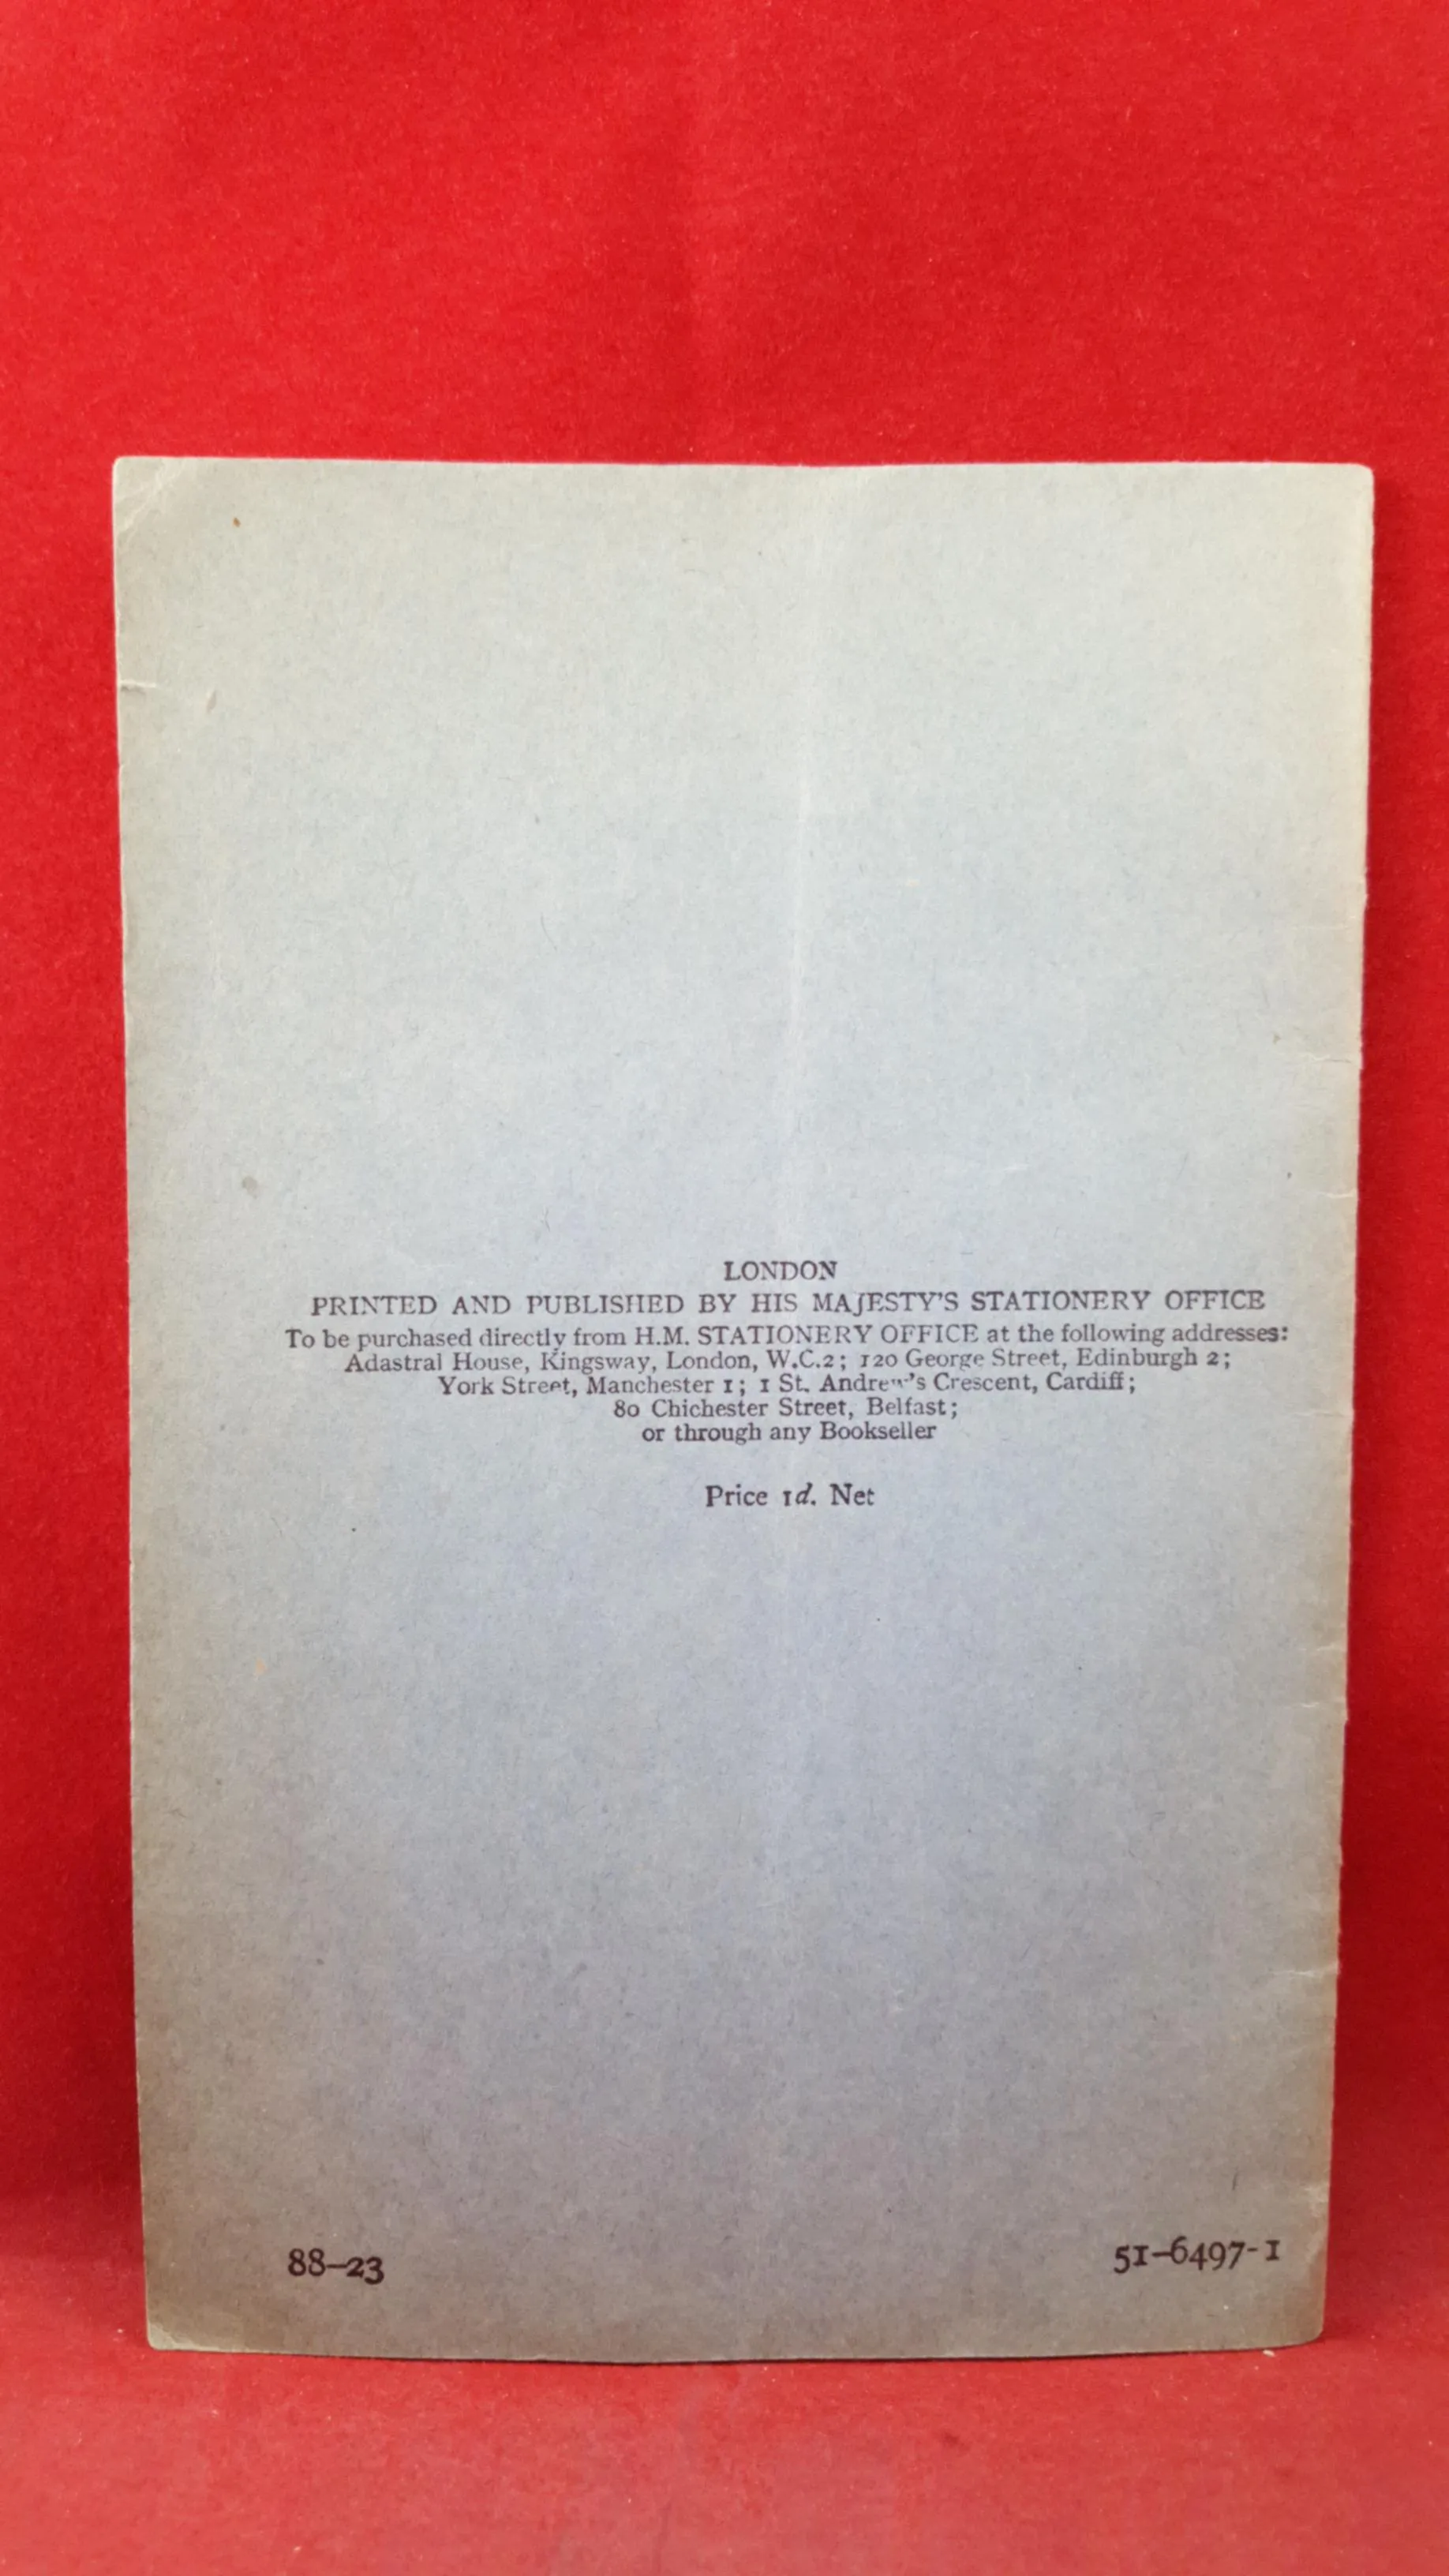 LONDON
PRINTED AND PUBLISHED BY HIS MAJESTY'S STATIONERY OFFICE
To be purchased directly from H.M. STATIONERY OFFICE at the following addresses:
Adastral House, Kingsway, London, W.C.2; 120 George Street, Edinburgh 2;
York Street, Manchester 1; 1 St. Andrew's Crescent, Cardiff;
80 Chichester Street, Belfast;
or through any Bookseller
Price 1d. Net
88–23
51–6497-1